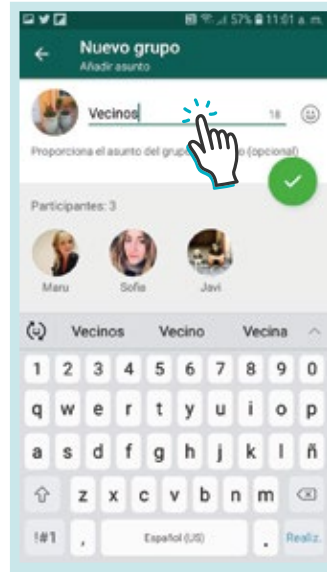 57% 11:01 a. m.
Nuevo grupo
Añadir asunto
Vecinos 18
Proporciona el asunto del grupo (opcional)
Participantes: 3
Maru Sofia Javi
Vecinos Vecino Vecina
1 2 3 4 5 6 7 8 9 0
q w e r t y u i o p
a s d f g h j k l ñ
z x c v b n m
!#1 , Español (US) . Realiz.